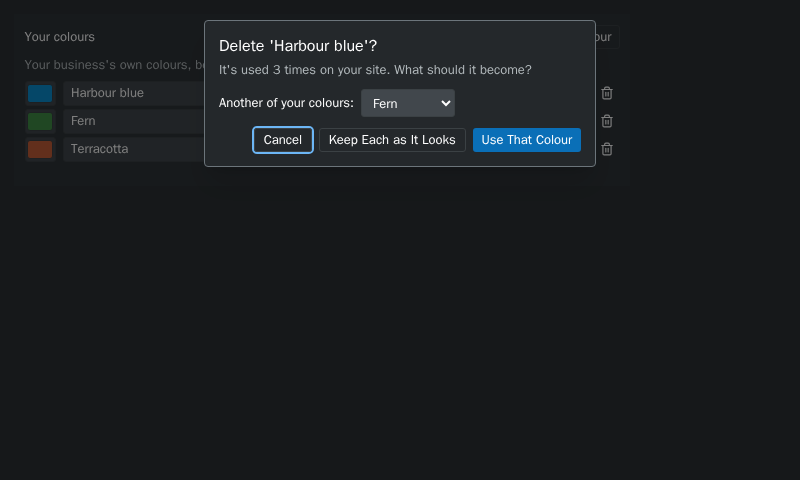 Your colours
our
Your business's own colours, be
Harbour blue
Fern
Terracotta
Delete 'Harbour blue'?
It's used 3 times on your site. What should it become?
Another of your colours: Fern
Cancel Keep Each as It Looks Use That Colour